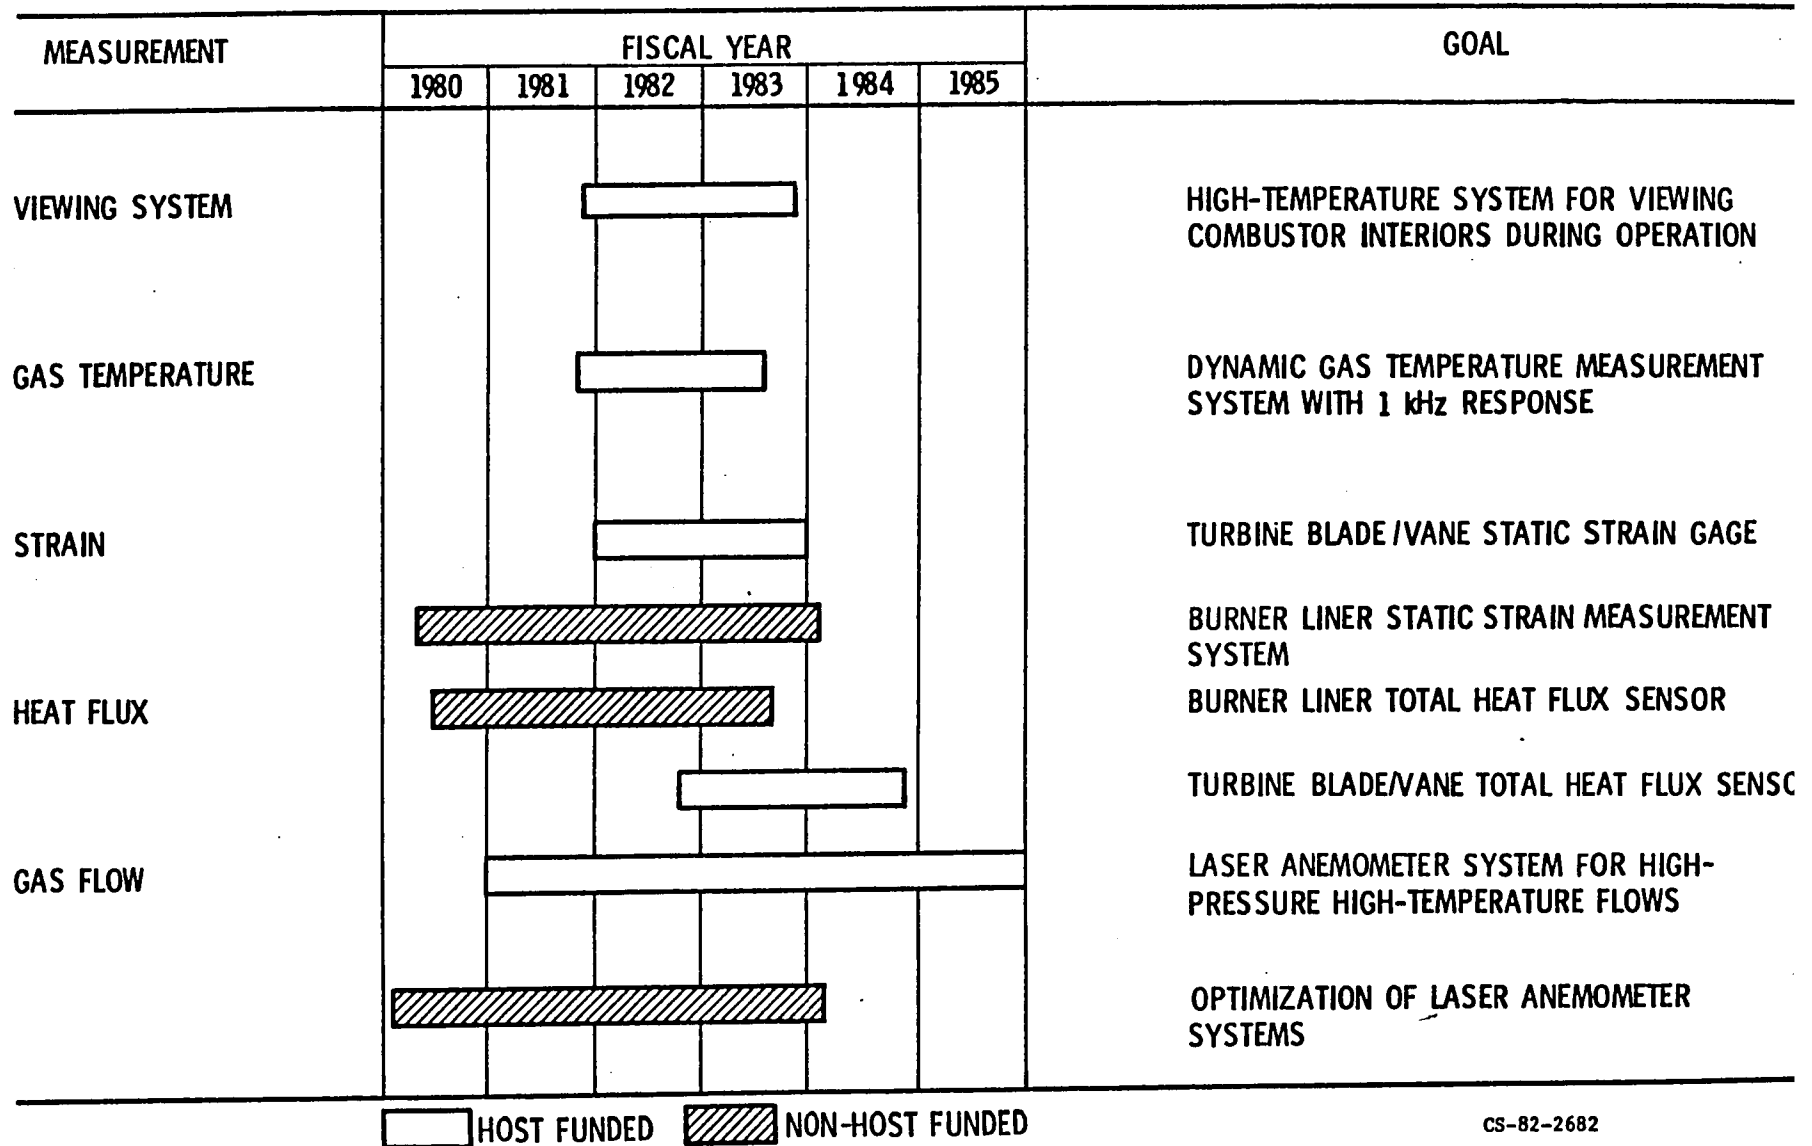 MEASUREMENT
FISCAL YEAR
GOAL
1980 1981 1982 1983 1984 1985
VIEWING SYSTEM
HIGH-TEMPERATURE SYSTEM FOR VIEWING
COMBUSTOR INTERIORS DURING OPERATION
GAS TEMPERATURE
DYNAMIC GAS TEMPERATURE MEASUREMENT
SYSTEM WITH 1 kHz RESPONSE
STRAIN
TURBINE BLADE/VANE STATIC STRAIN GAGE
BURNER LINER STATIC STRAIN MEASUREMENT
SYSTEM
HEAT FLUX
BURNER LINER TOTAL HEAT FLUX SENSOR
TURBINE BLADE/VANE TOTAL HEAT FLUX SENSO
GAS FLOW
LASER ANEMOMETER SYSTEM FOR HIGH-
PRESSURE HIGH-TEMPERATURE FLOWS
OPTIMIZATION OF LASER ANEMOMETER
SYSTEMS
HOST FUNDED
NON-HOST FUNDED
CS-82-2682